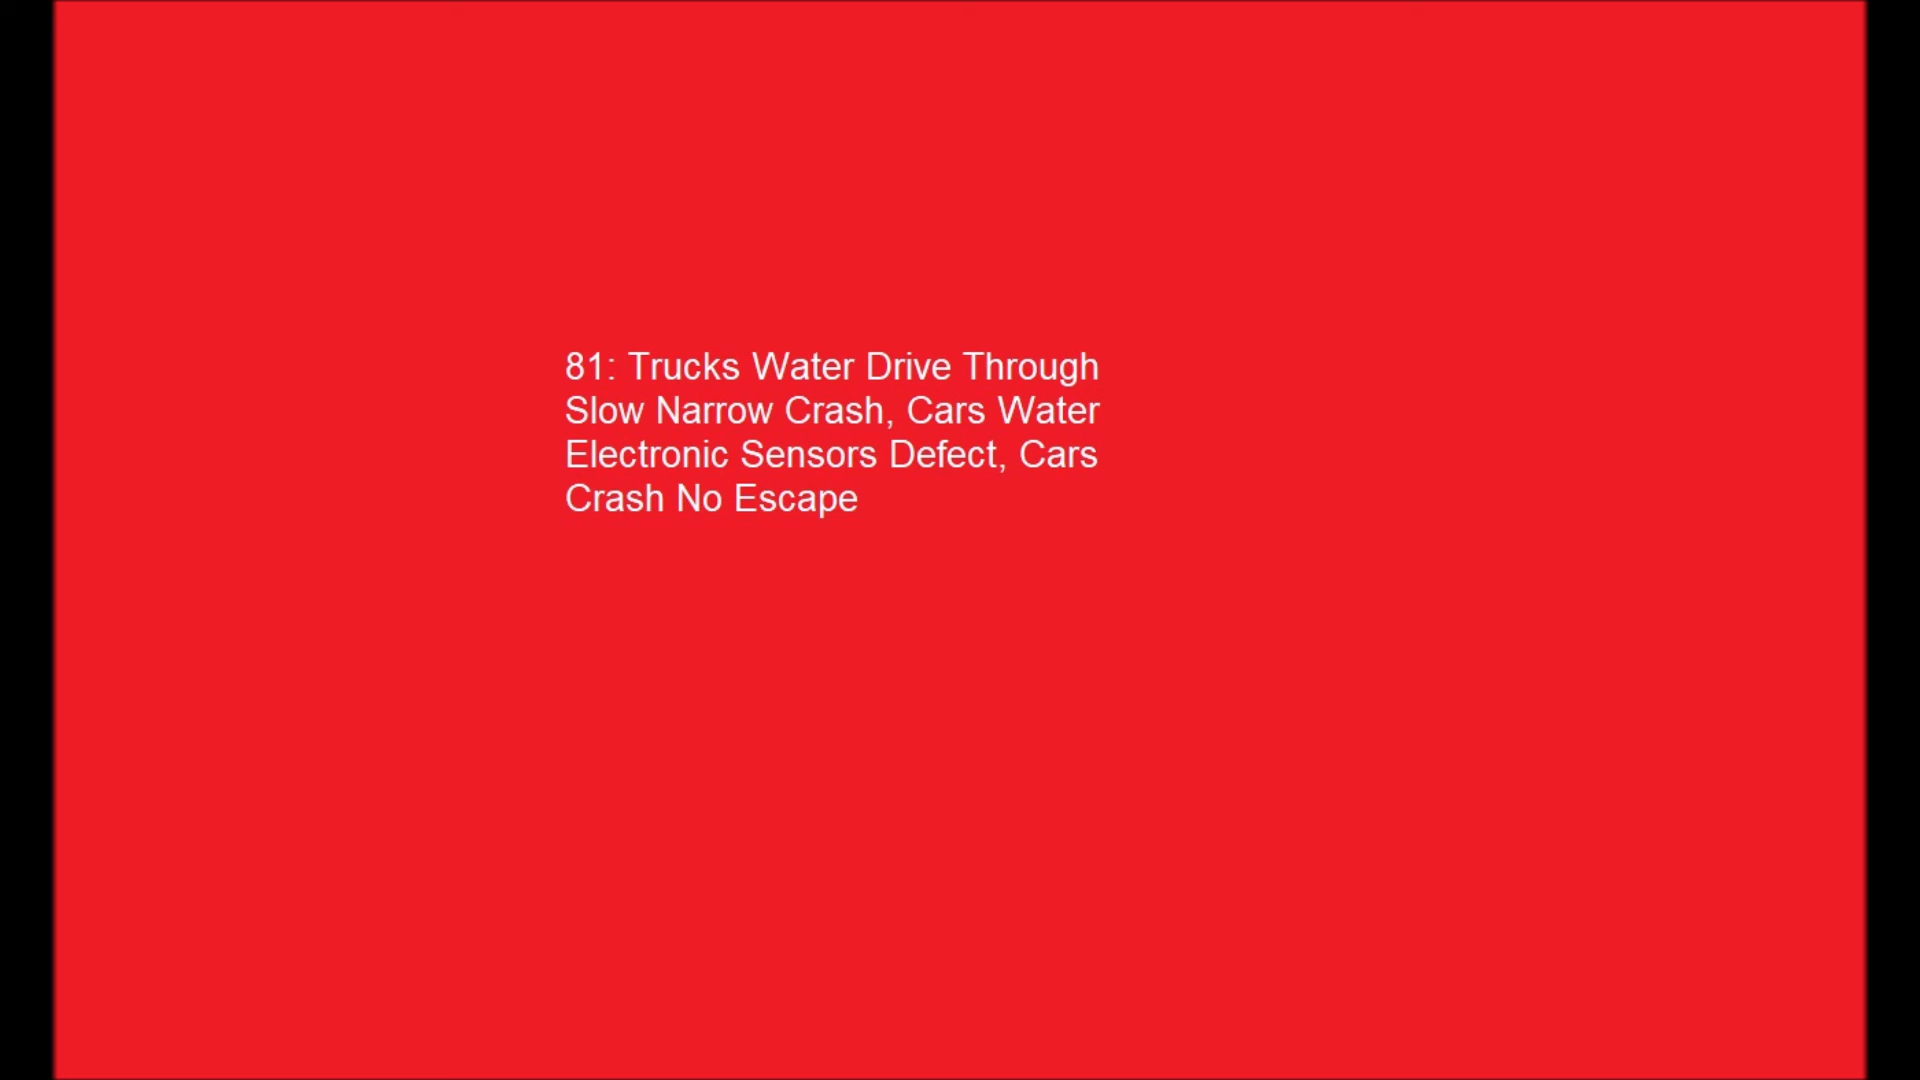 81: Trucks Water Drive Through
Slow Narrow Crash, Cars Water
Electronic Sensors Defect, Cars
Crash No Escape